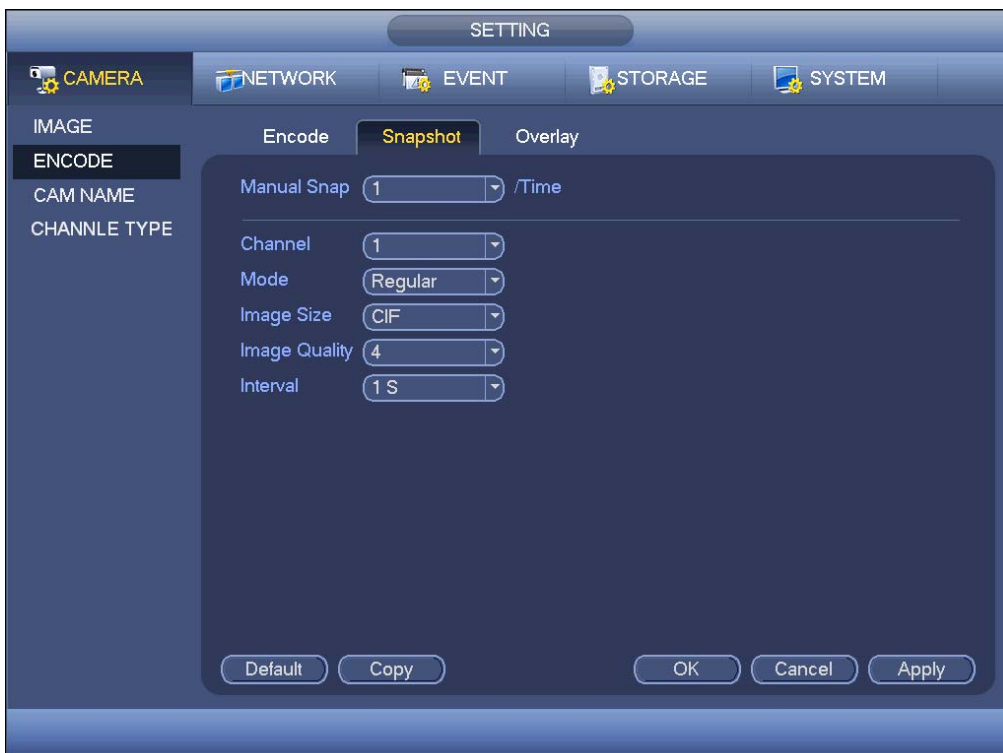 SETTING
CAMERA NETWORK EVENT STORAGE SYSTEM
IMAGE
ENCODE
CAM NAME
CHANNLE TYPE
Encode Snapshot Overlay
Manual Snap 1 /Time
Channel 1
Mode Regular
Image Size CIF
Image Quality 4
Interval 1 S
Default Copy OK Cancel Apply